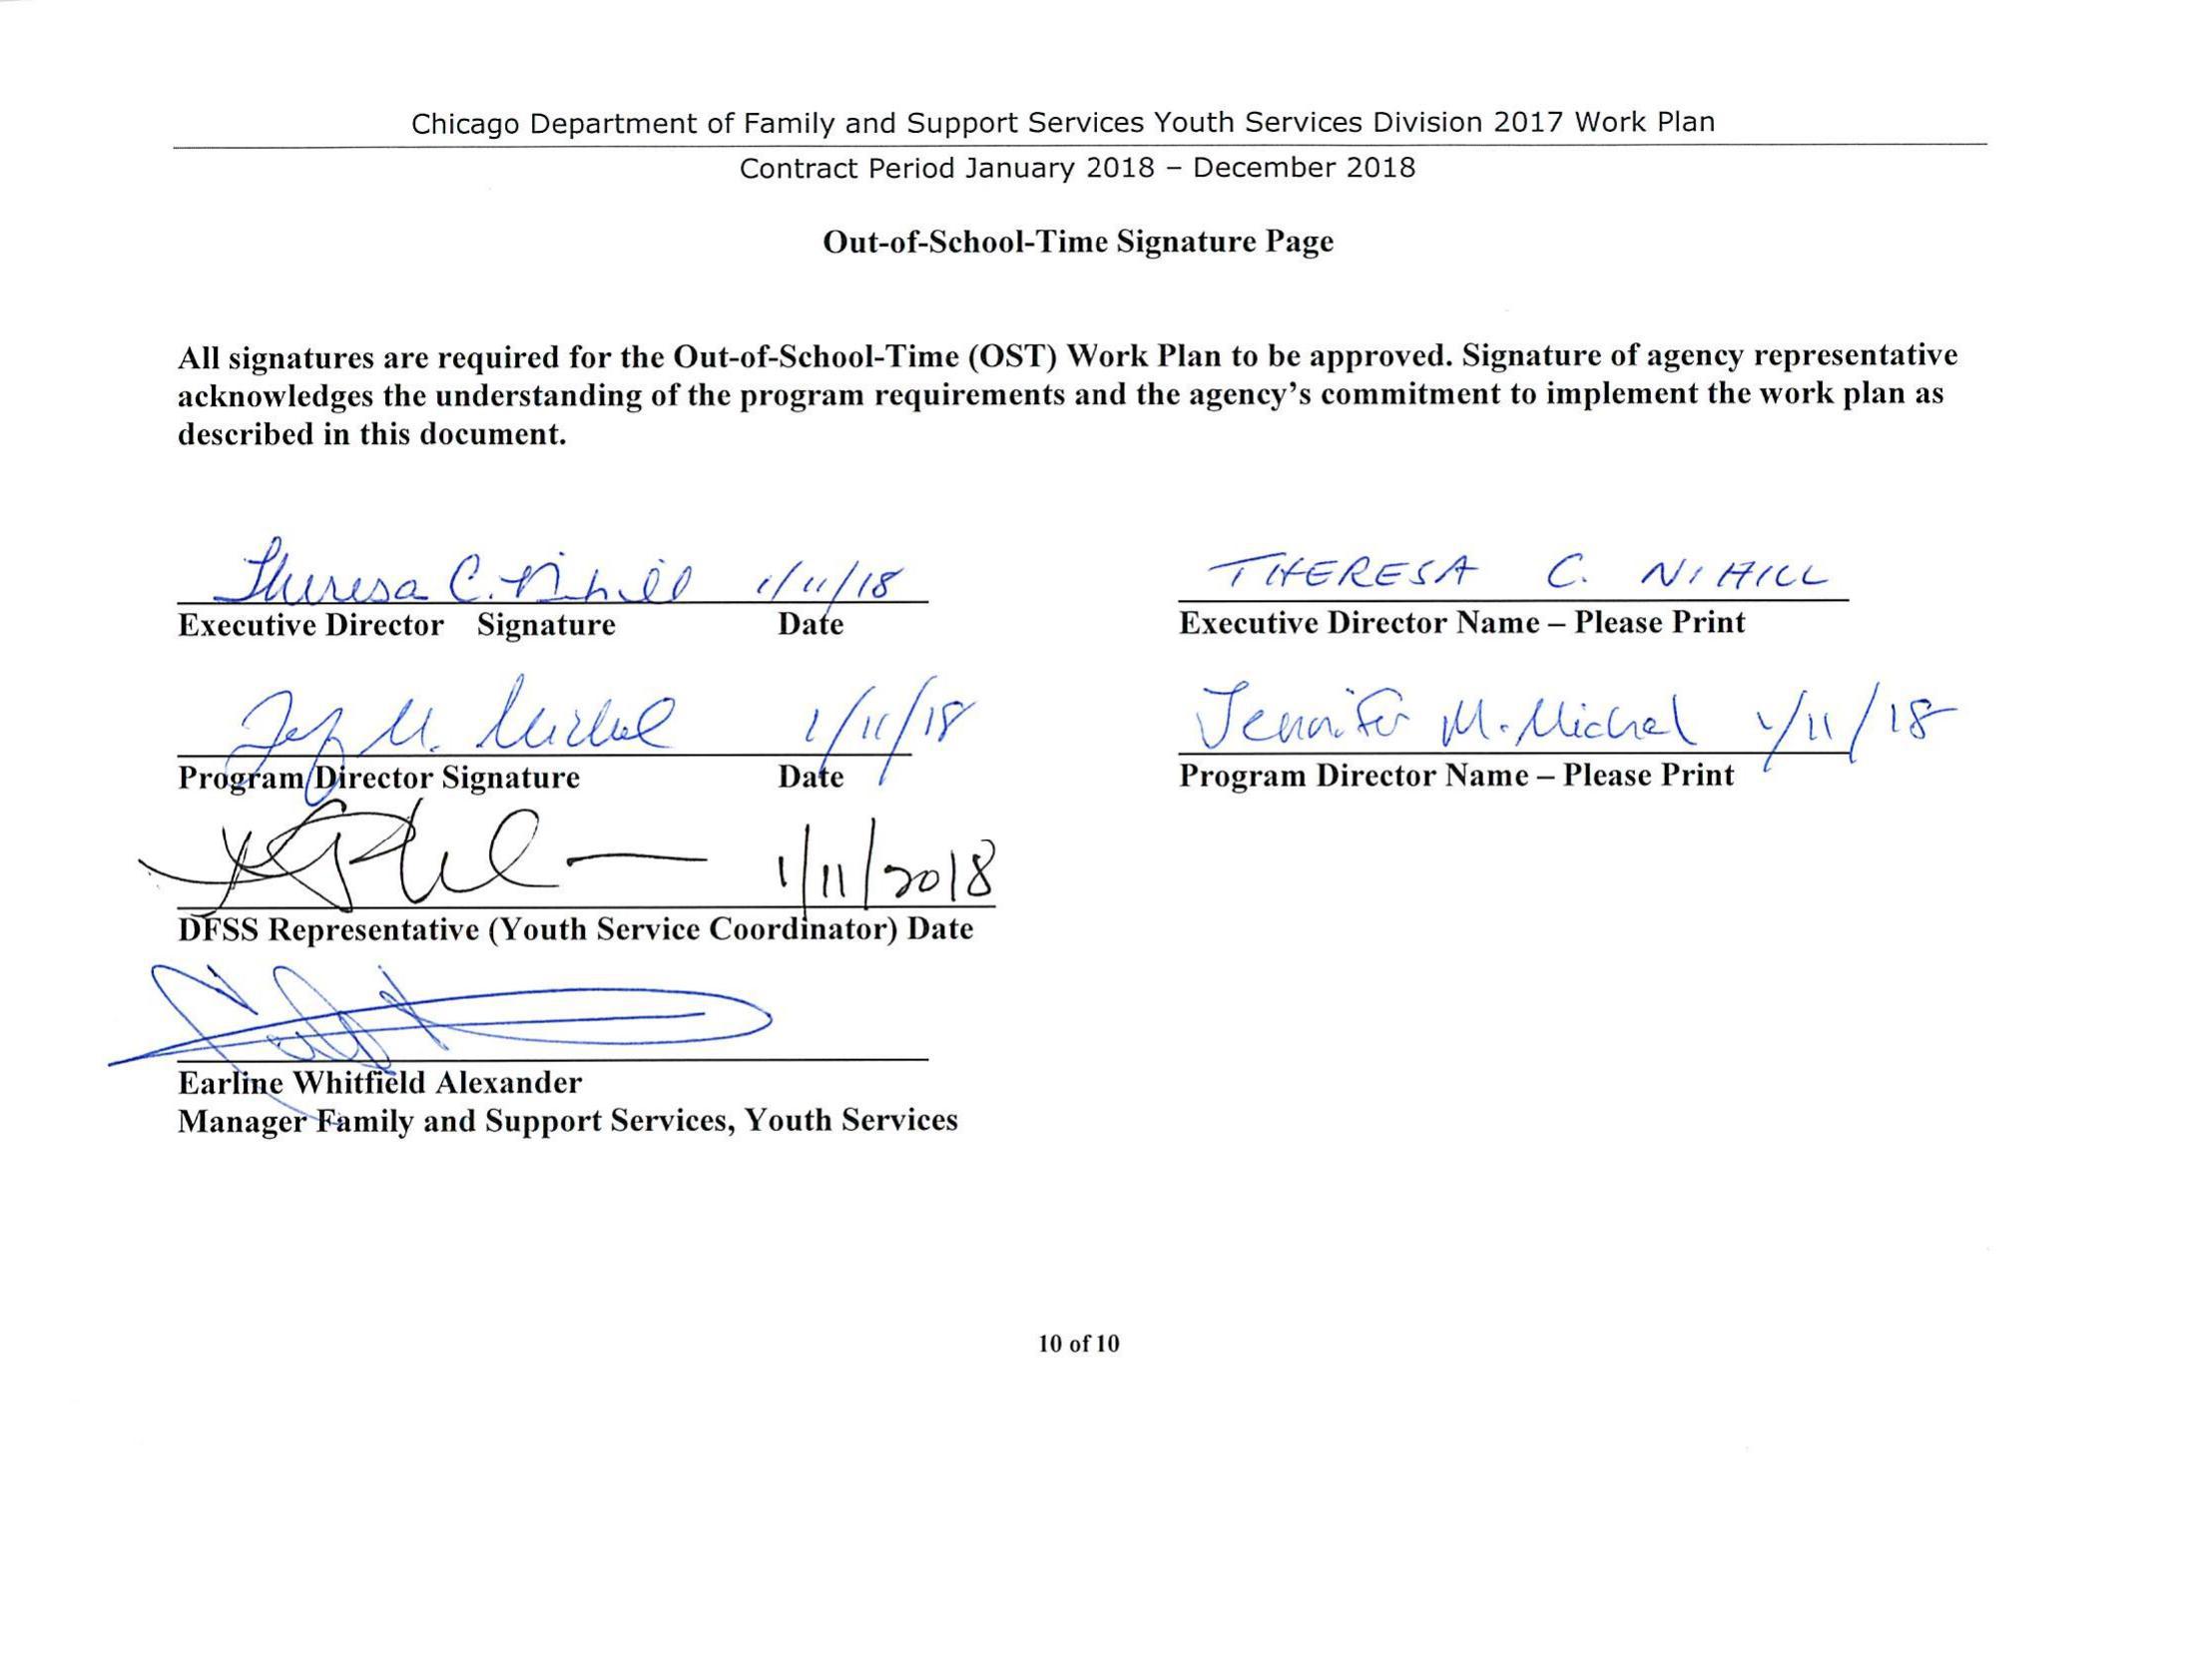 Chicago Department of Family and Support Services Youth Services Division 2017 Work Plan
Contract Period January 2018 – December 2018
Out-of-School-Time Signature Page
All signatures are required for the Out-of-School-Time (OST) Work Plan to be approved. Signature of agency representative
acknowledges the understanding of the program requirements and the agency's commitment to implement the work plan as
described in this document.
Theresa C. Nihill 1/11/18
THERESA C. NIHILL
Executive Director Signature Date
Executive Director Name – Please Print
M. Michel 1/11/18
Jennifer M. Michel 1/11/18
Program Director Signature Date
Program Director Name – Please Print
1/11/2018
DFSS Representative (Youth Service Coordinator) Date
Earline Whitfield Alexander
Manager Family and Support Services, Youth Services
10 of 10